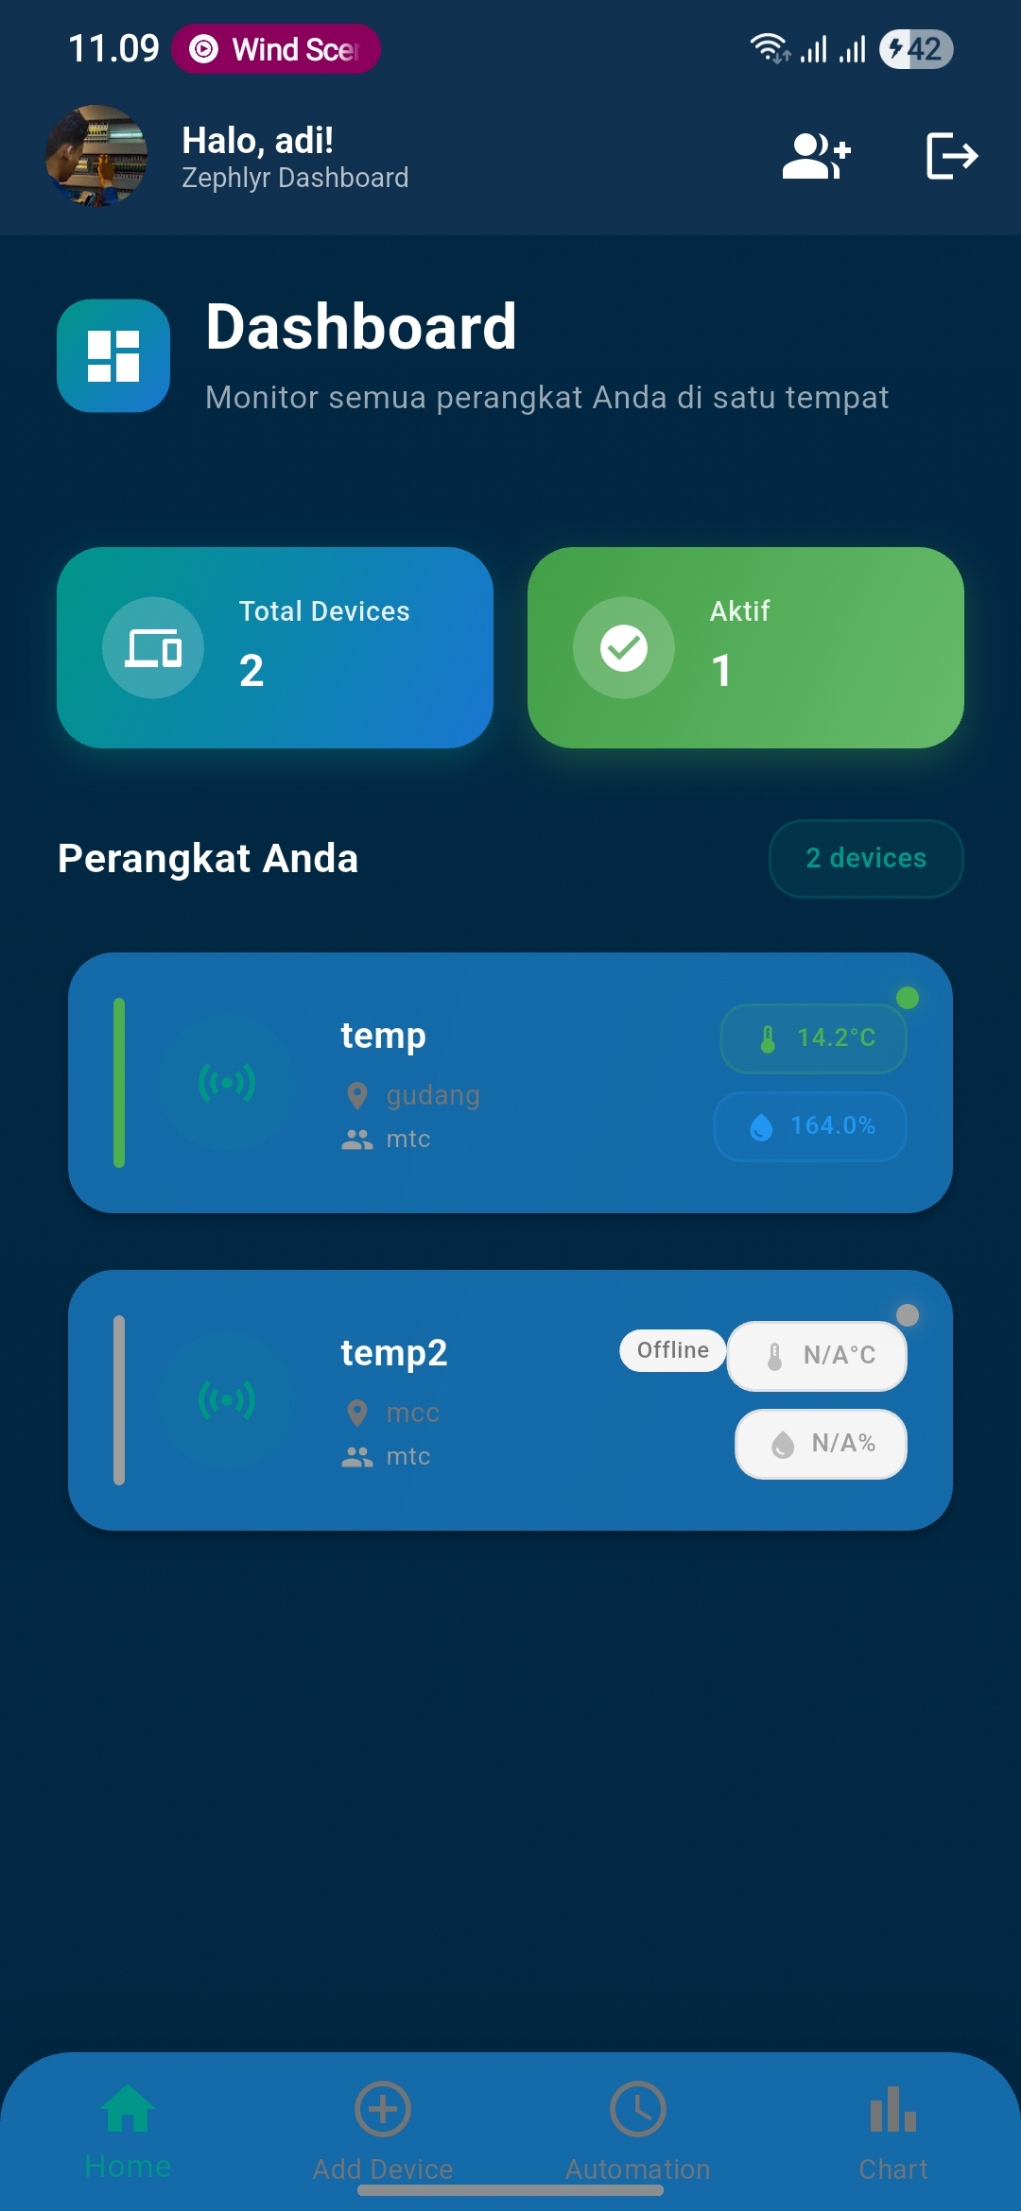 11.09
Wind Scer
42
Halo, adi!
Zephlyr Dashboard
Dashboard
Monitor semua perangkat Anda di satu tempat
Total Devices
2
Aktif
1
Perangkat Anda
2 devices
temp
14.2°C
gudang
164.0%
mtc
temp2
Offline
N/A°C
mcc
N/A%
mtc
Home
Add Device
Automation
Chart